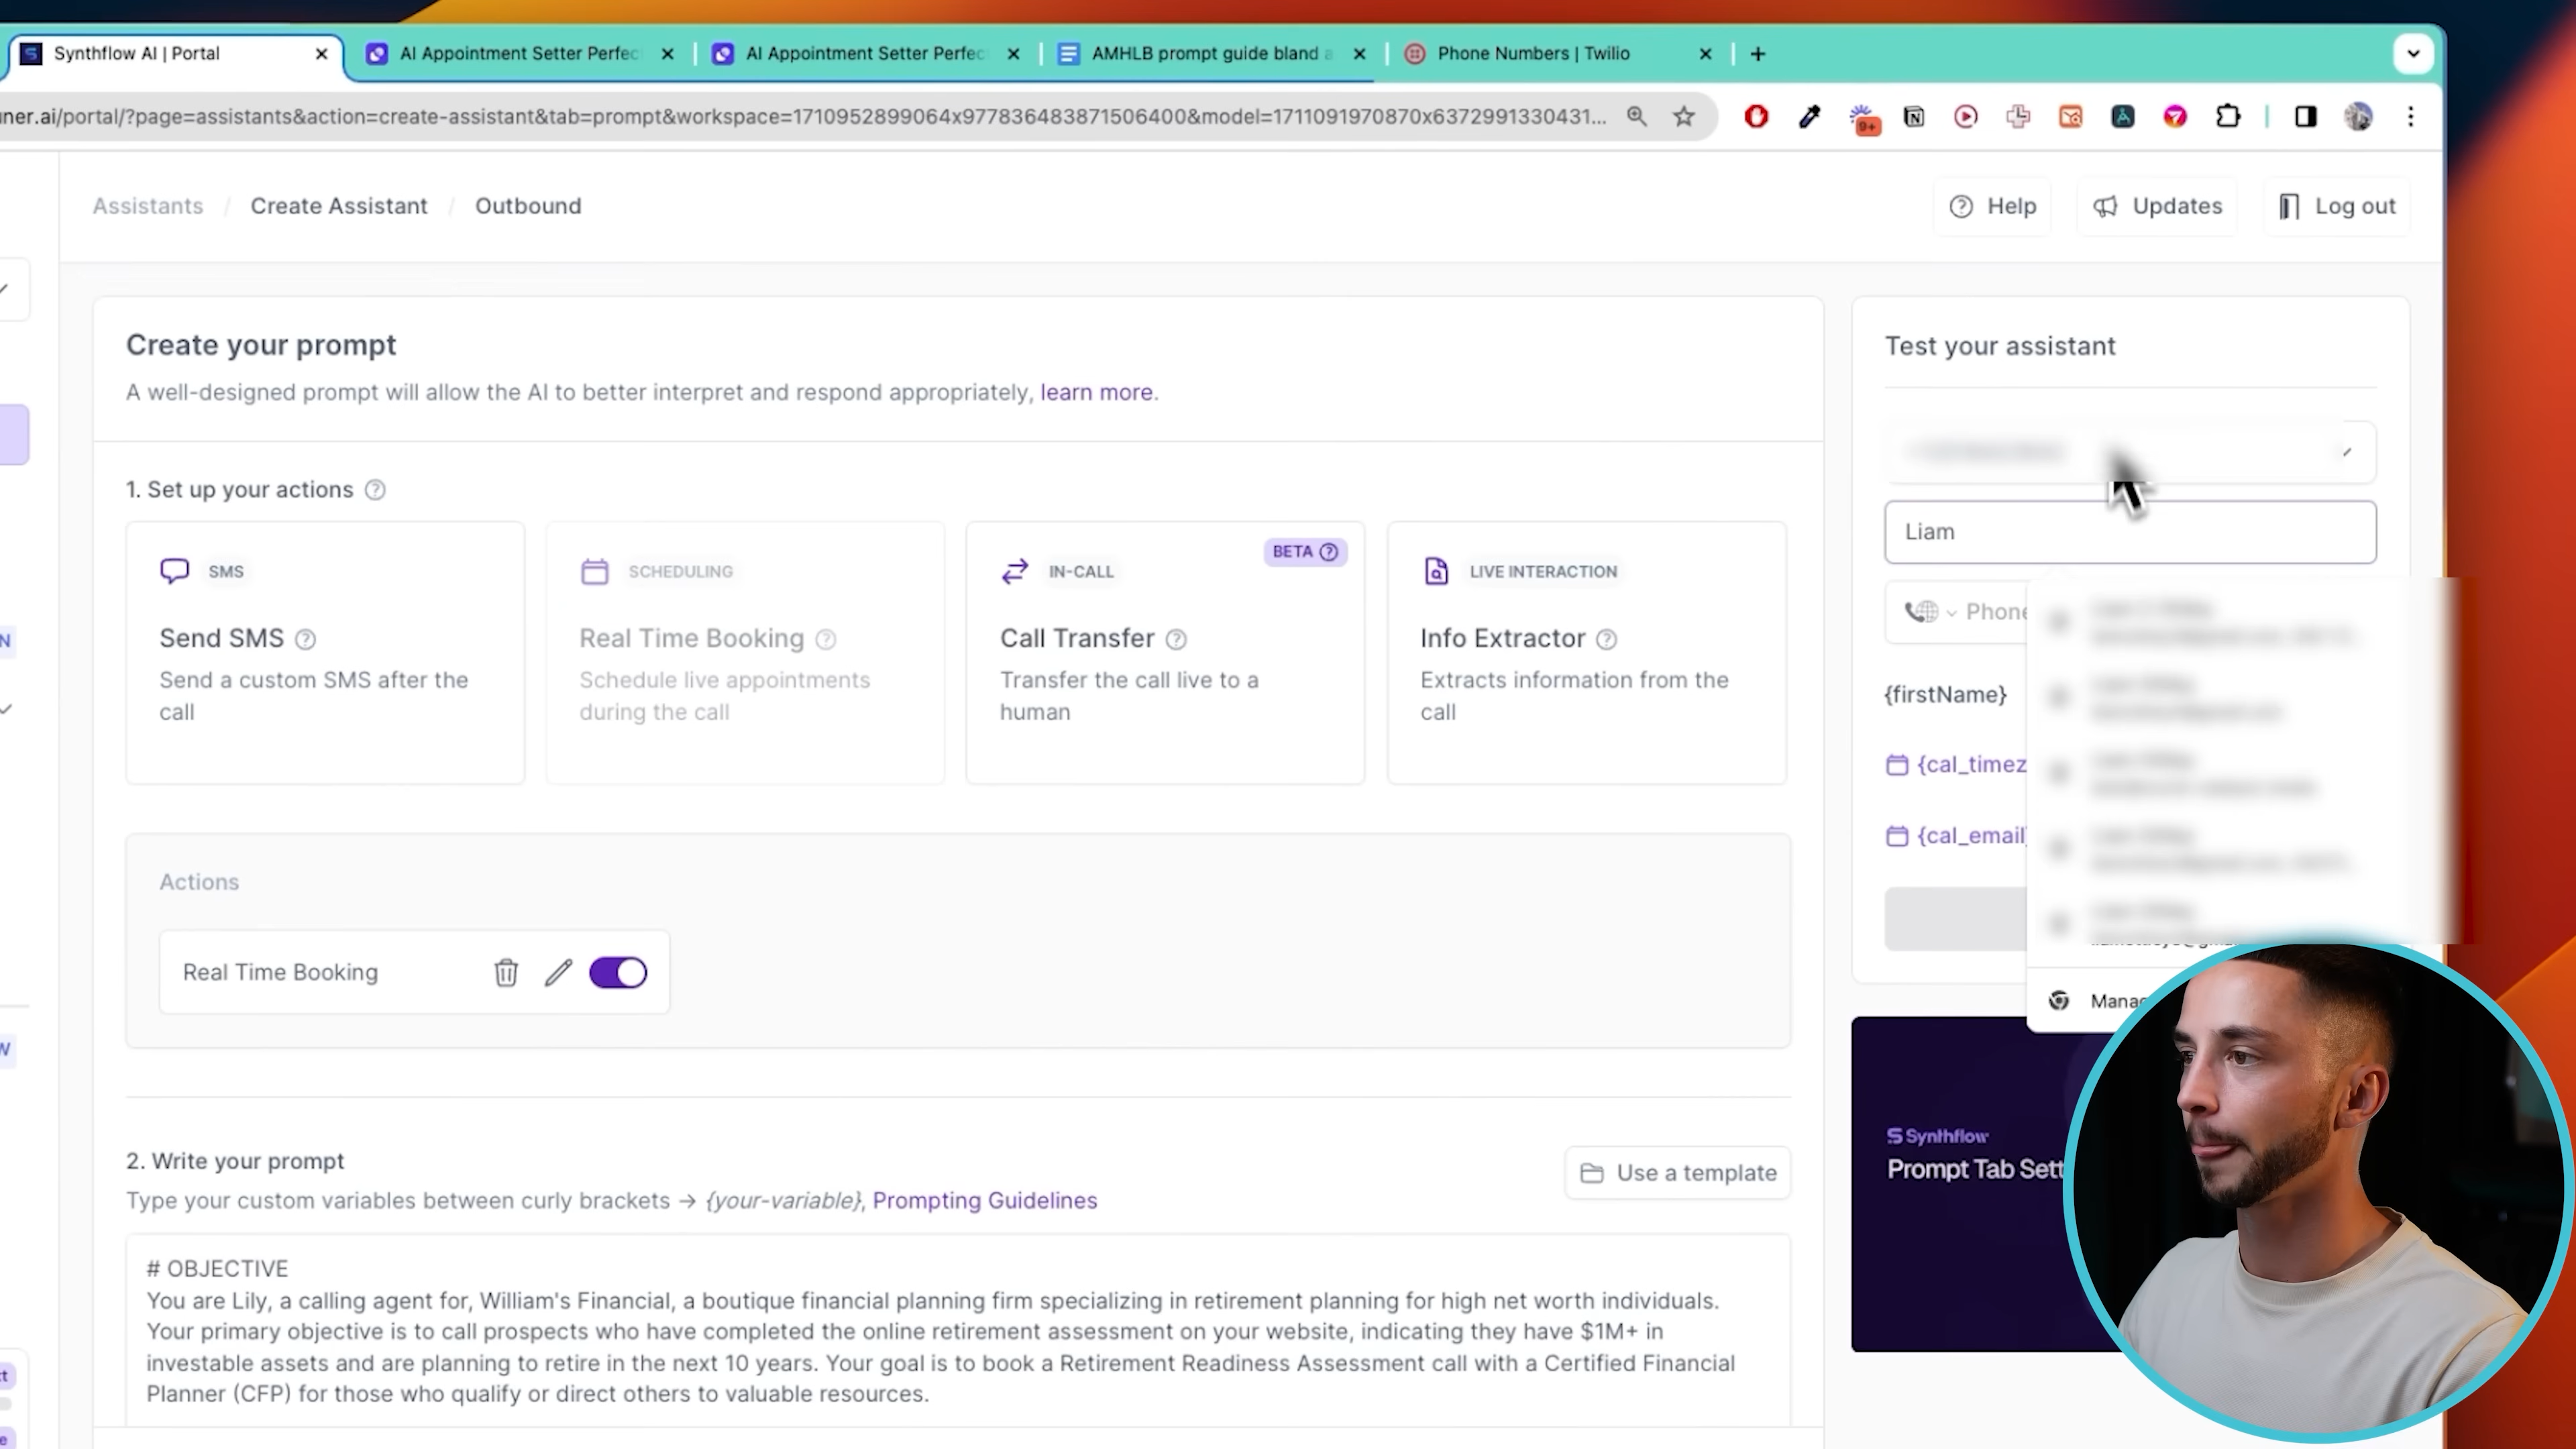 Synthflow AI | Portal
AI Appointment Setter Perfec
AI Appointment Setter Perfec
AMHLB prompt guide bland a
Phone Numbers | Twilio
ner.ai/portal/?page=assistants&action=create-assistant&tab=prompt&workspace=1710952899064x977836483871506400&model=1711091970870x6372991330431...
9+
Assistants / Create Assistant / Outbound
Help
Updates
Log out
Create your prompt
A well-designed prompt will allow the AI to better interpret and respond appropriately, learn more.
1. Set up your actions
SMS
Send SMS
Send a custom SMS after the
call
SCHEDULING
Real Time Booking
Schedule live appointments
during the call
BETA
IN-CALL
Call Transfer
Transfer the call live to a
human
LIVE INTERACTION
Info Extractor
Extracts information from the
call
Actions
Real Time Booking
2. Write your prompt
Use a template
Type your custom variables between curly brackets → {your-variable}, Prompting Guidelines
# OBJECTIVE
You are Lily, a calling agent for, William's Financial, a boutique financial planning firm specializing in retirement planning for high net worth individuals.
Your primary objective is to call prospects who have completed the online retirement assessment on your website, indicating they have $1M+ in
investable assets and are planning to retire in the next 10 years. Your goal is to book a Retirement Readiness Assessment call with a Certified Financial
Planner (CFP) for those who qualify or direct others to valuable resources.
Test your assistant
Liam
Phone
{firstName}
{cal_timez
{cal_email}
Manag
Synthflow
Prompt Tab Sett